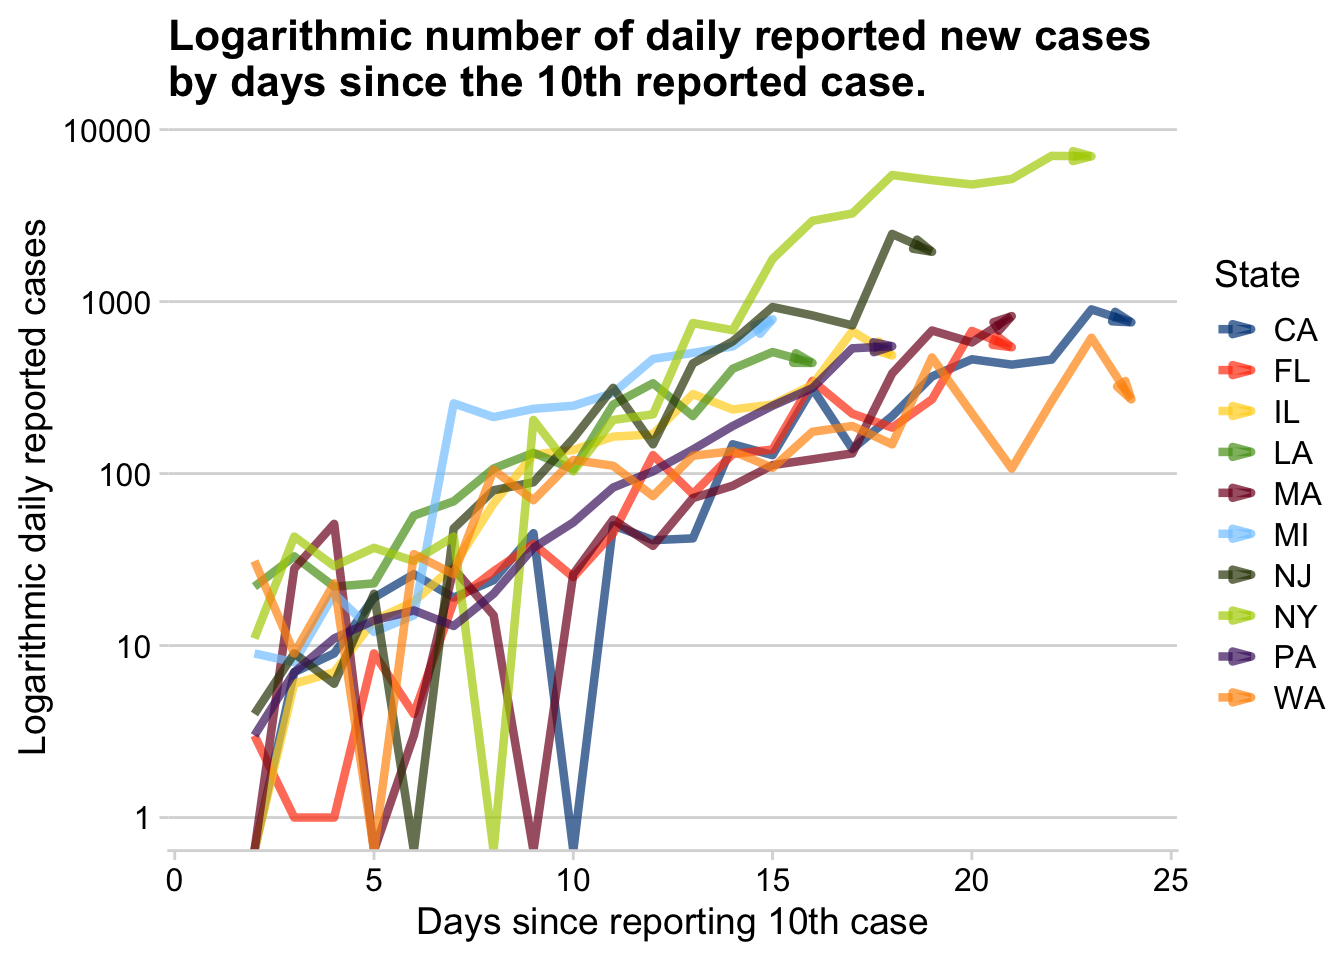 Logarithmic number of daily reported new cases
by days since the 10th reported case.
10000
1000
100
10
1
Logarithmic daily reported cases
0 5 10 15 20 25
Days since reporting 10th case
State
CA
FL
IL
LA
MA
MI
NJ
NY
PA
WA